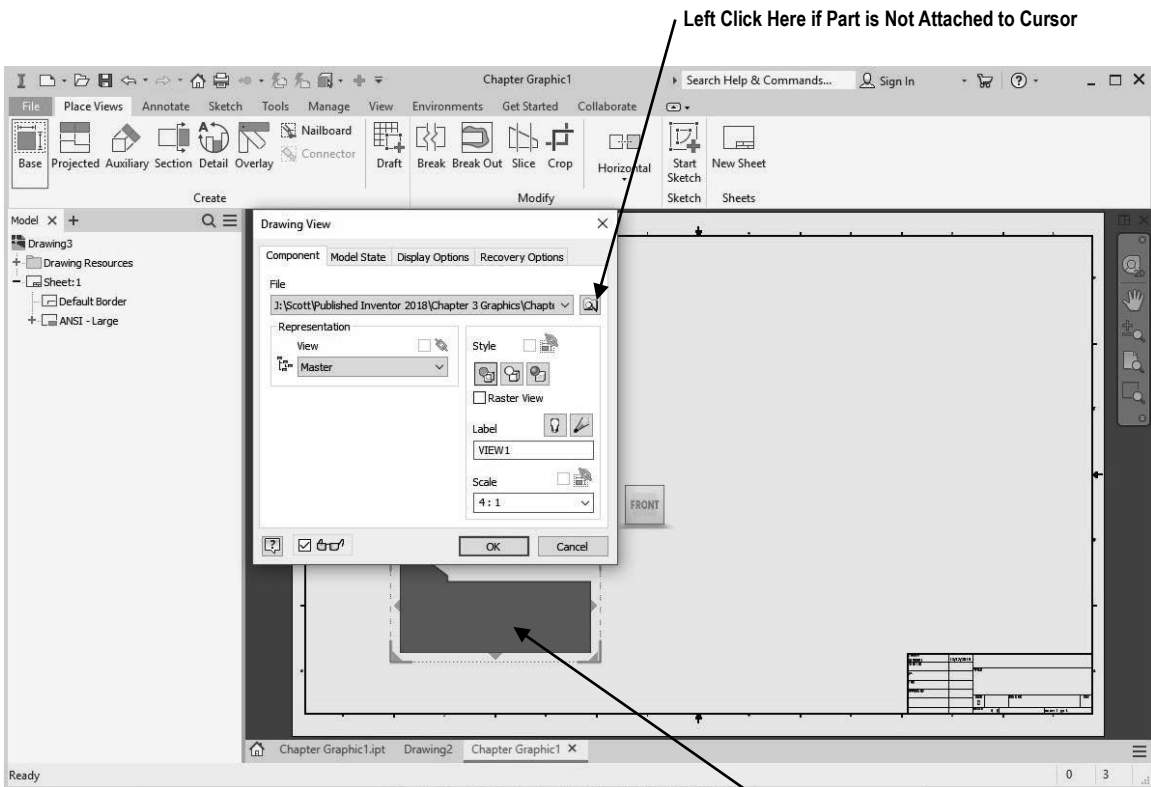 Left Click Here if Part is Not Attached to Cursor
Chapter Graphic1
Search Help & Commands...
Sign In
File Place Views Annotate Sketch Tools Manage View Environments Get Started Collaborate
Nailboard
Connector
Base Projected Auxiliary Section Detail Overlay
Draft
Break Break Out Slice Crop
Horizontal
Start Sketch
New Sheet
Create
Modify
Sketch
Sheets
Model
Drawing3
Drawing Resources
Sheet:1
Default Border
ANSI - Large
Drawing View
Component Model State Display Options Recovery Options
File
J:\Scott\Published Inventor 2018\Chapter 3 Graphics\Chapte
Representation
View
Master
Style
Raster View
Label
VIEW1
Scale
4 : 1
OK Cancel
FRONT
Chapter Graphic1.ipt Drawing2 Chapter Graphic1
Ready
0 3